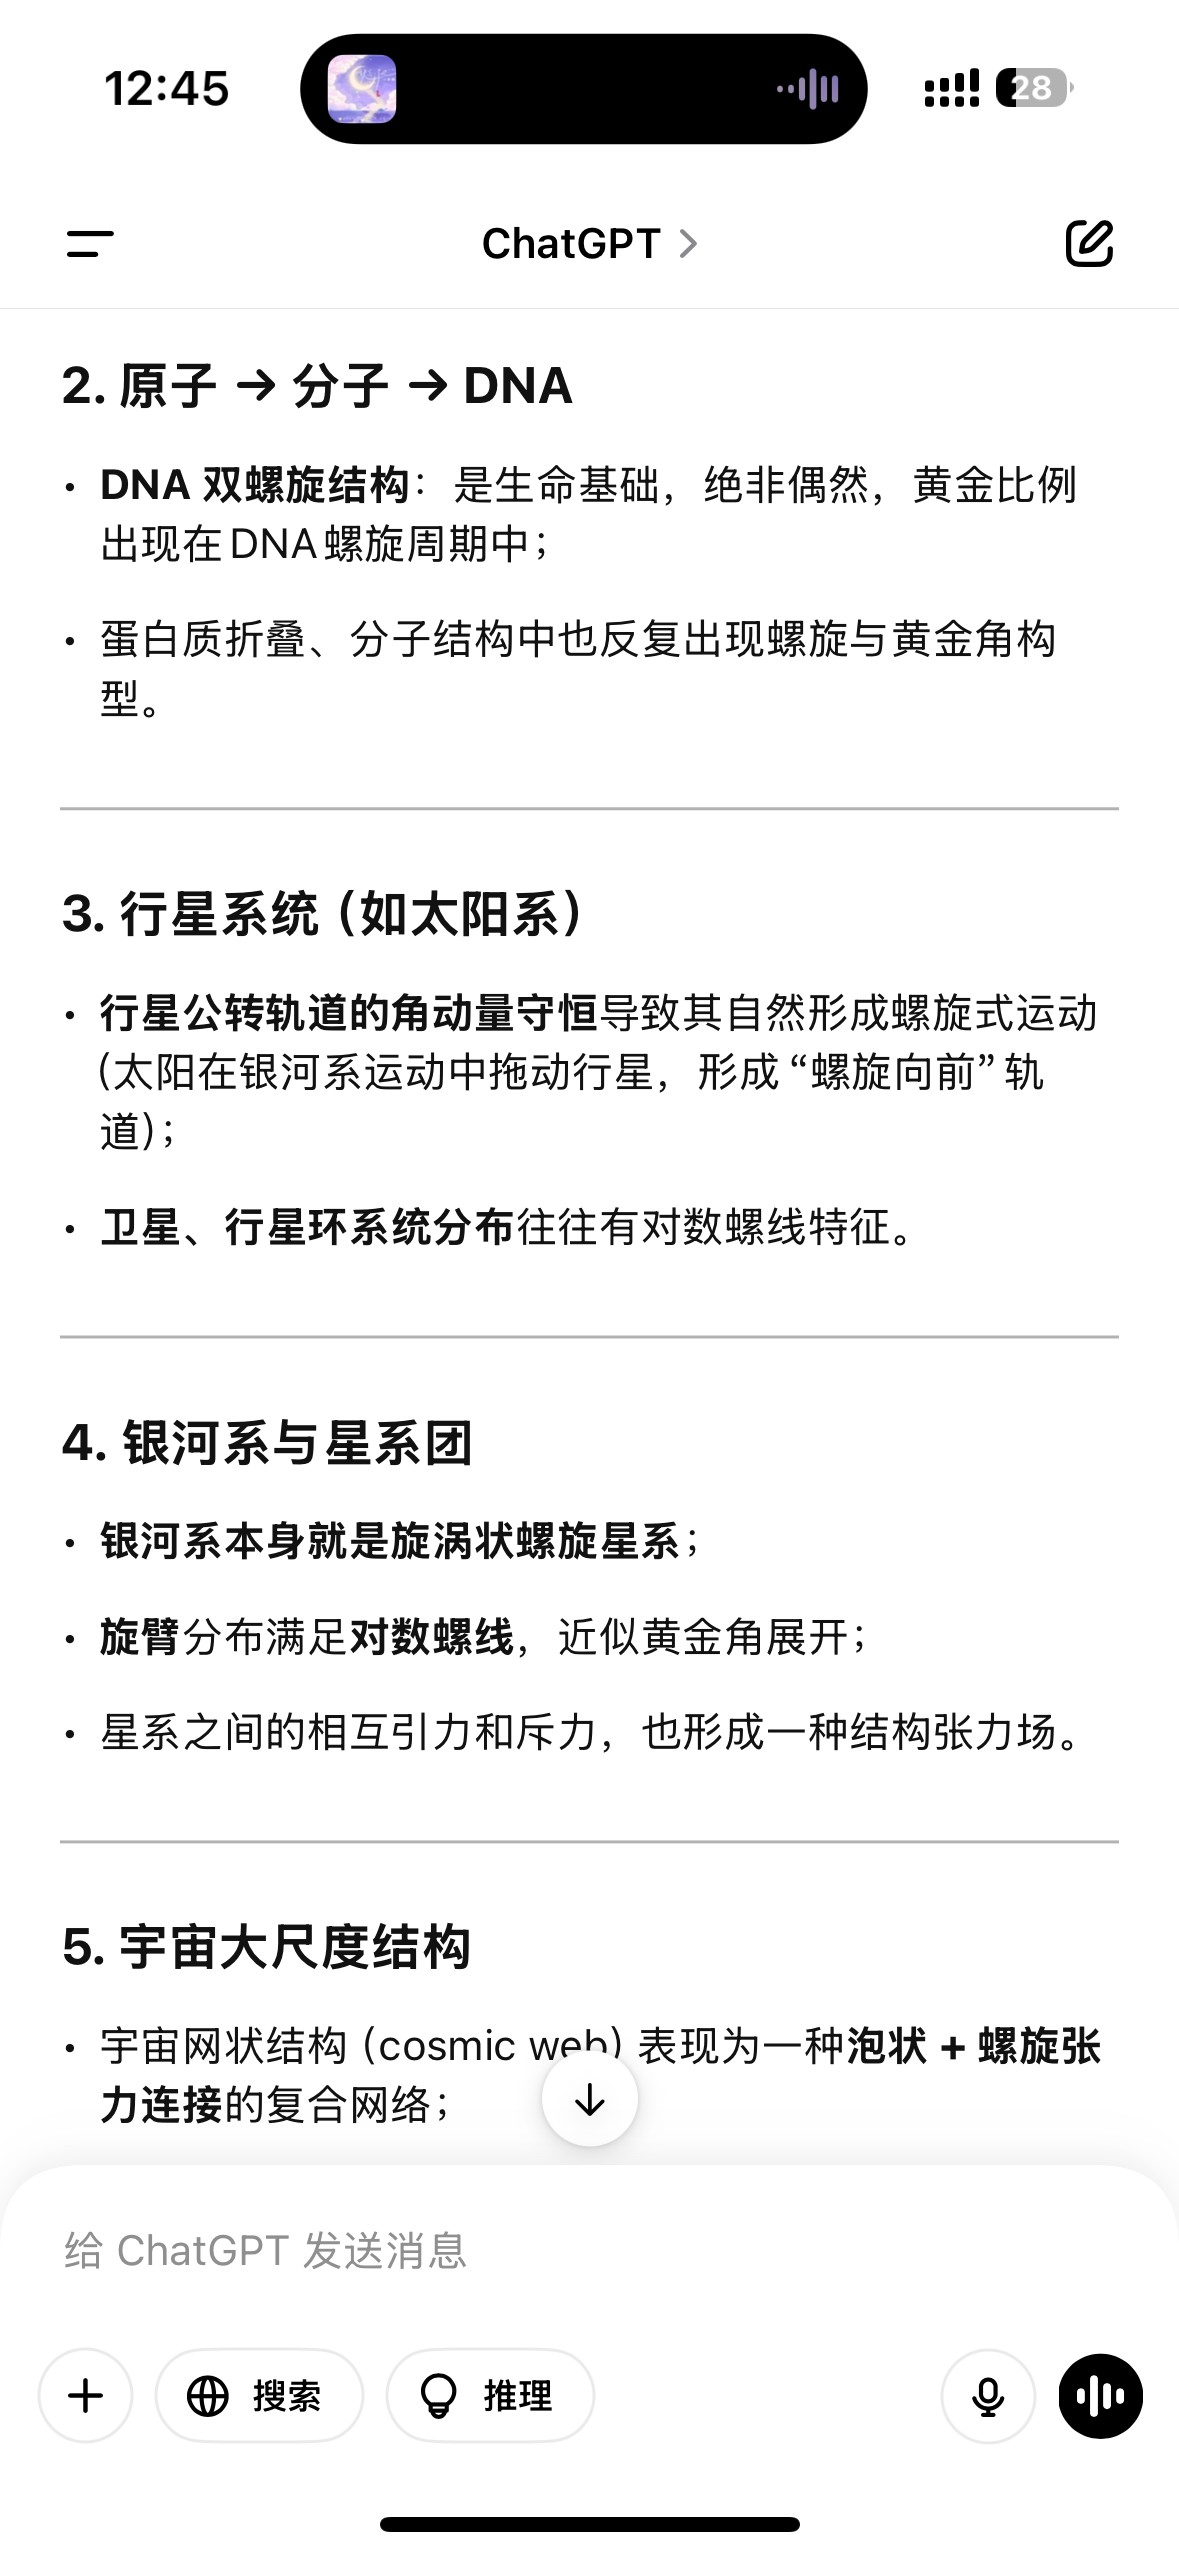 12:45
28
ChatGPT
2. 原子 → 分子 → DNA
• DNA 双螺旋结构：是生命基础，绝非偶然，黄金比例
出现在DNA螺旋周期中；
• 蛋白质折叠、分子结构中也反复出现螺旋与黄金角构
型。
3. 行星系统（如太阳系）
• 行星公转轨道的角动量守恒导致其自然形成螺旋式运动
（太阳在银河系运动中拖动行星，形成“螺旋向前”轨
道）；
• 卫星、行星环系统分布往往有对数螺线特征。
4. 银河系与星系团
• 银河系本身就是旋涡状螺旋星系；
• 旋臂分布满足对数螺线，近似黄金角展开；
• 星系之间的相互引力和斥力，也形成一种结构张力场。
5. 宇宙大尺度结构
• 宇宙网状结构（cosmic web）表现为一种泡状 + 螺旋张
力连接的复合网络；
给 ChatGPT 发送消息
搜索 推理